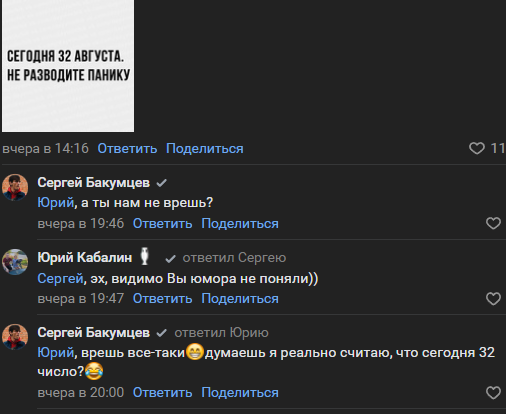 СЕГОДНЯ 32 АВГУСТА.
НЕ РАЗВОДИТЕ ПАНИКУ
вчера в 14:16 Ответить Поделиться 11
Сергей Бакумцев
Юрий, а ты нам не врешь?
вчера в 19:46 Ответить Поделиться
Юрий Кабалин ответил Сергею
Сергей, эх, видимо Вы юмора не поняли))
вчера в 19:47 Ответить Поделиться
Сергей Бакумцев ответил Юрию
Юрий, врешь все-таки😁думаешь я реально считаю, что сегодня 32
число?😂
вчера в 20:00 Ответить Поделиться